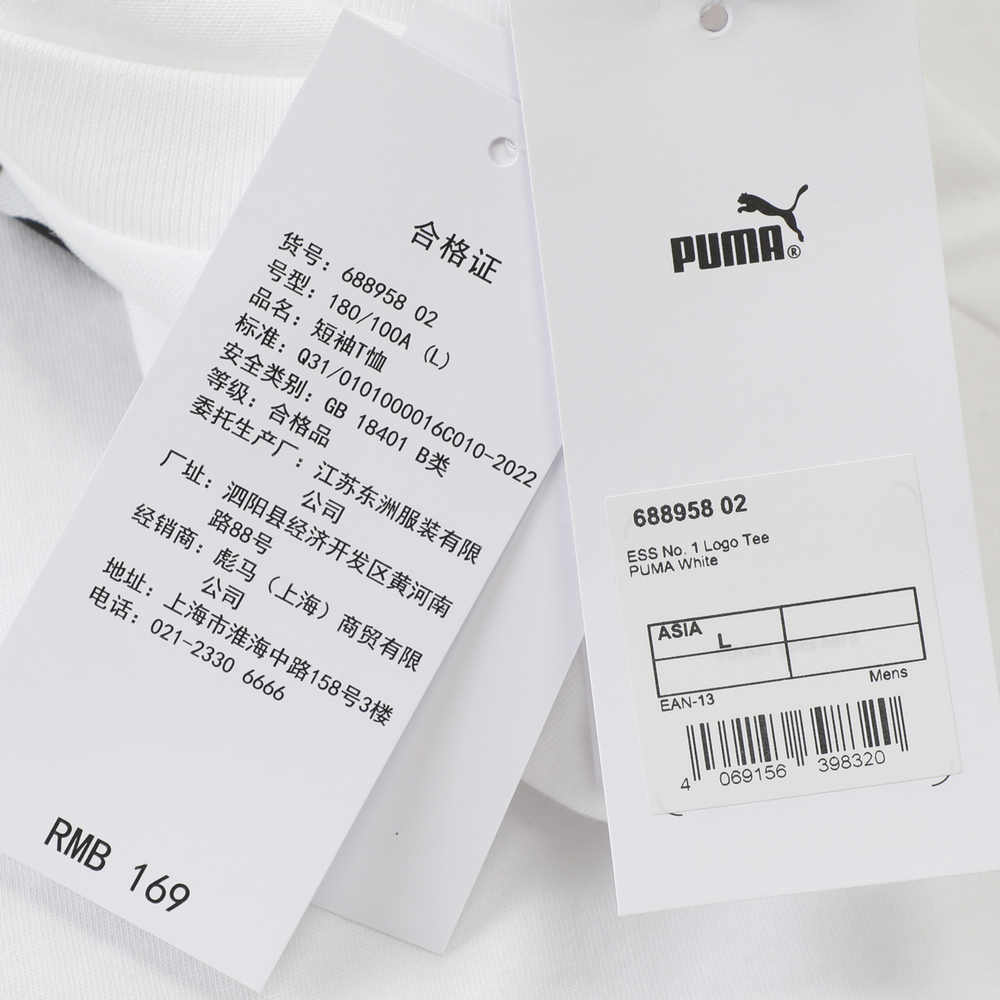 合格证
货号：688958 02
号型：180/100A (L)
品名：短袖T恤
标准：Q31/0101000016C010-2022
安全类别：GB 18401 B类
等级：合格品
委托生产厂：江苏东洲服装有限
公司
厂址：泗阳县经济开发区黄河南
路88号
经销商：彪马（上海）商贸有限
公司
地址：上海市淮海中路158号3楼
电话：021-2330 6666
RMB 169
PUMA®
688958 02
ESS No. 1 Logo Tee
PUMA White
ASIA
L
Mens
EAN-13
4 069156 398320